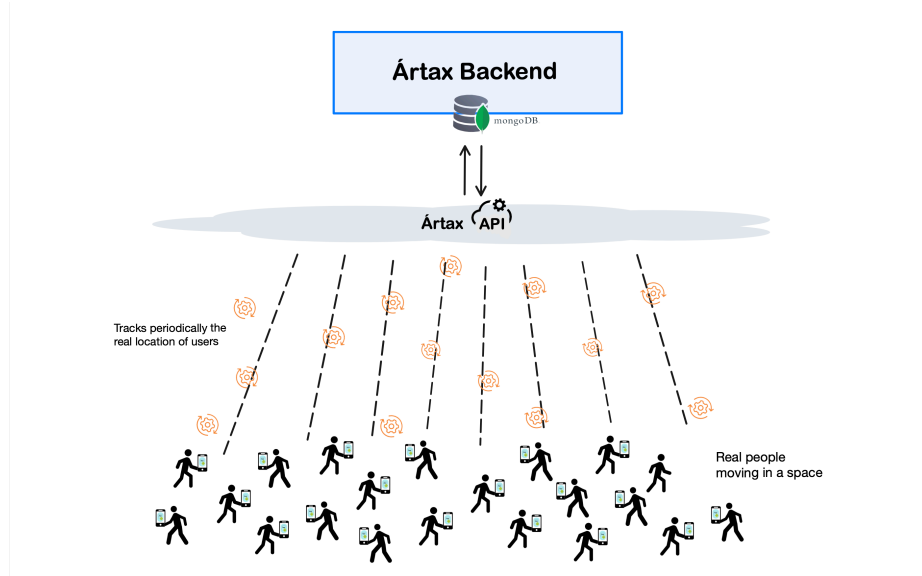 Ártax Backend
mongoDB
Ártax API
Tracks periodically the
real location of users
Real people
moving in a space